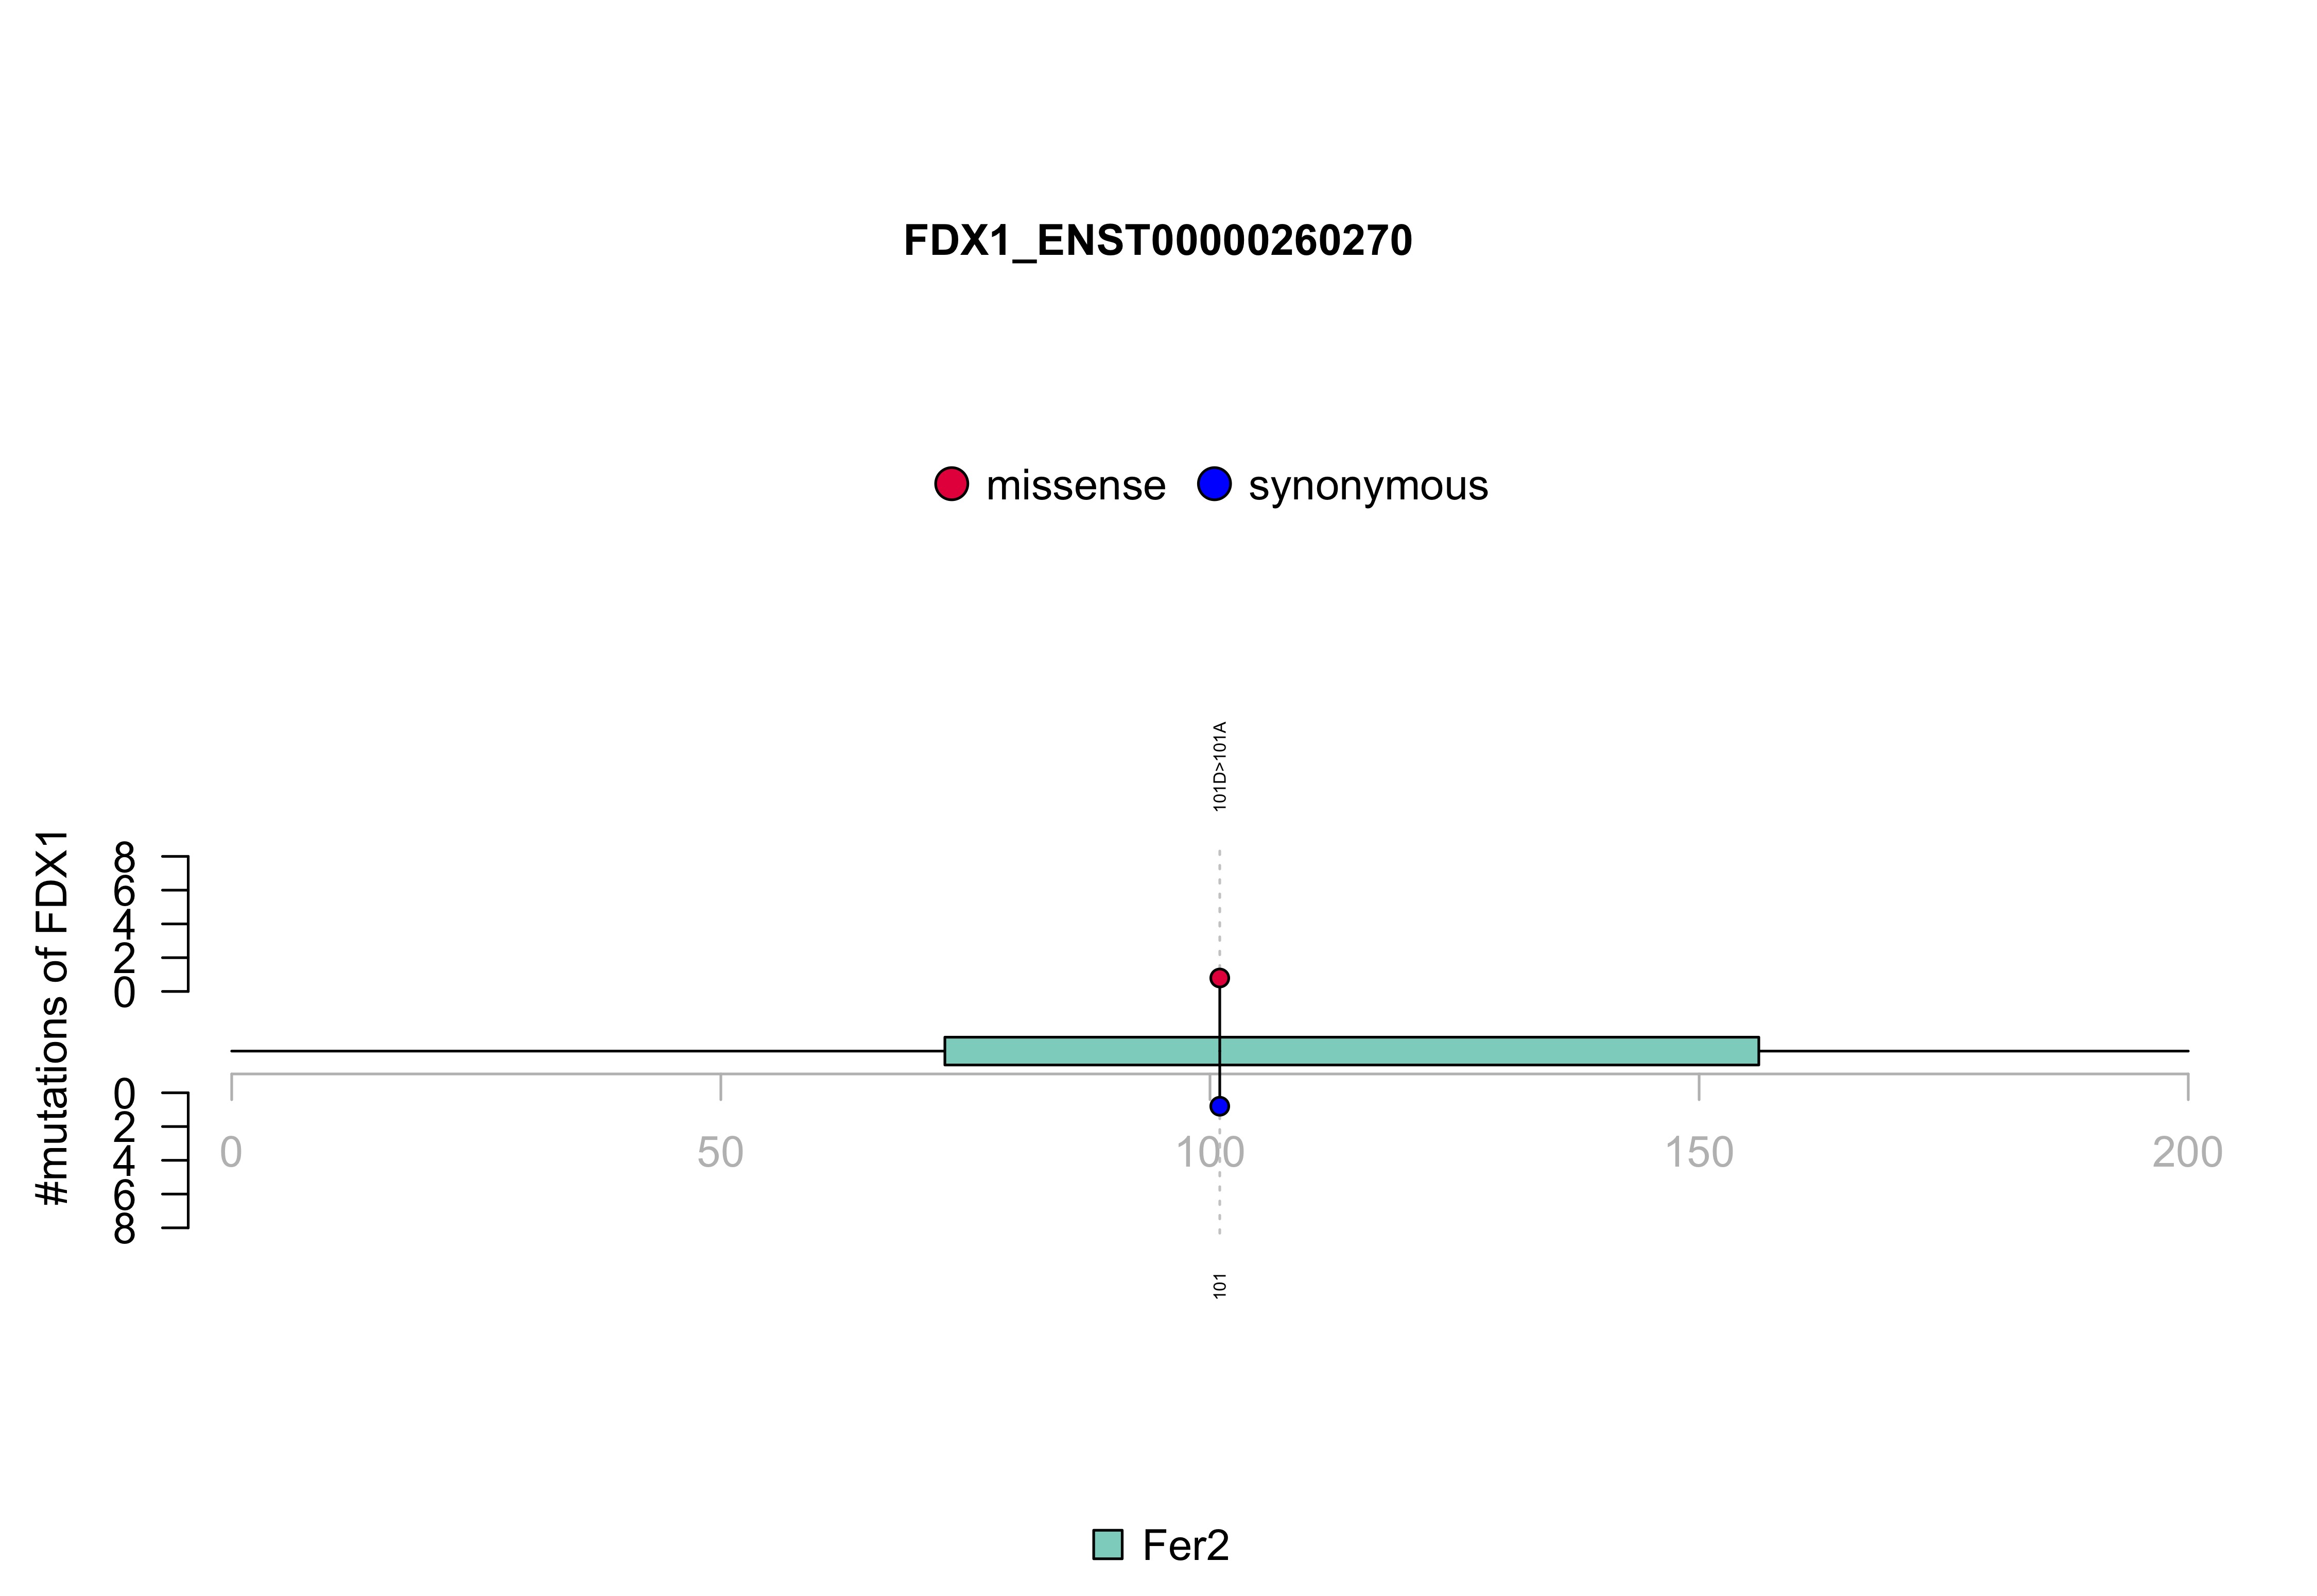 FDX1_ENST00000260270
missense synonymous
101D>101A
#mutations of FDX1
8
6
4
2
0
0
2
4
6
8
0 50 100 150 200
101
Fer2